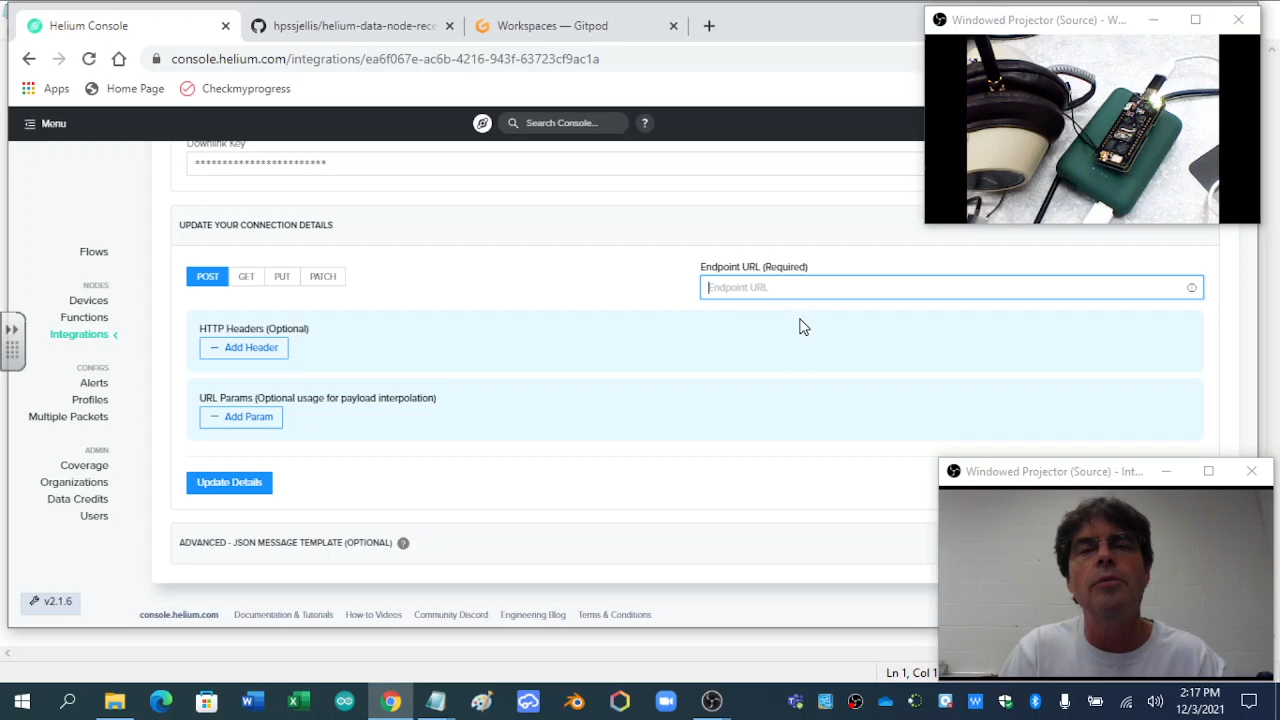 Helium Console
hpssjellis/helium-data-node-rece
Workspaces — Gitpod
console.helium.com/integrations/ea6f067e-ac6b-4216-943f-63723cf9ac1a
Apps
Home Page
Checkmyprogress
Windowed Projector (Source) - W...
Menu
Search Console...
?
Downlink Key
************************
UPDATE YOUR CONNECTION DETAILS
POST
GET
PUT
PATCH
Endpoint URL (Required)
Endpoint URL
HTTP Headers (Optional)
Add Header
URL Params (Optional usage for payload interpolation)
Add Param
Update Details
ADVANCED - JSON MESSAGE TEMPLATE (OPTIONAL) ?
Flows
NODES
Devices
Functions
Integrations
CONFIGS
Alerts
Profiles
Multiple Packets
ADMIN
Coverage
Organizations
Data Credits
Users
v2.1.6
console.helium.com
Documentation & Tutorials
How-to Videos
Community Discord
Engineering Blog
Terms & Conditions
Windowed Projector (Source) - Int...
Ln 1, Col 1
2:17 PM
12/3/2021